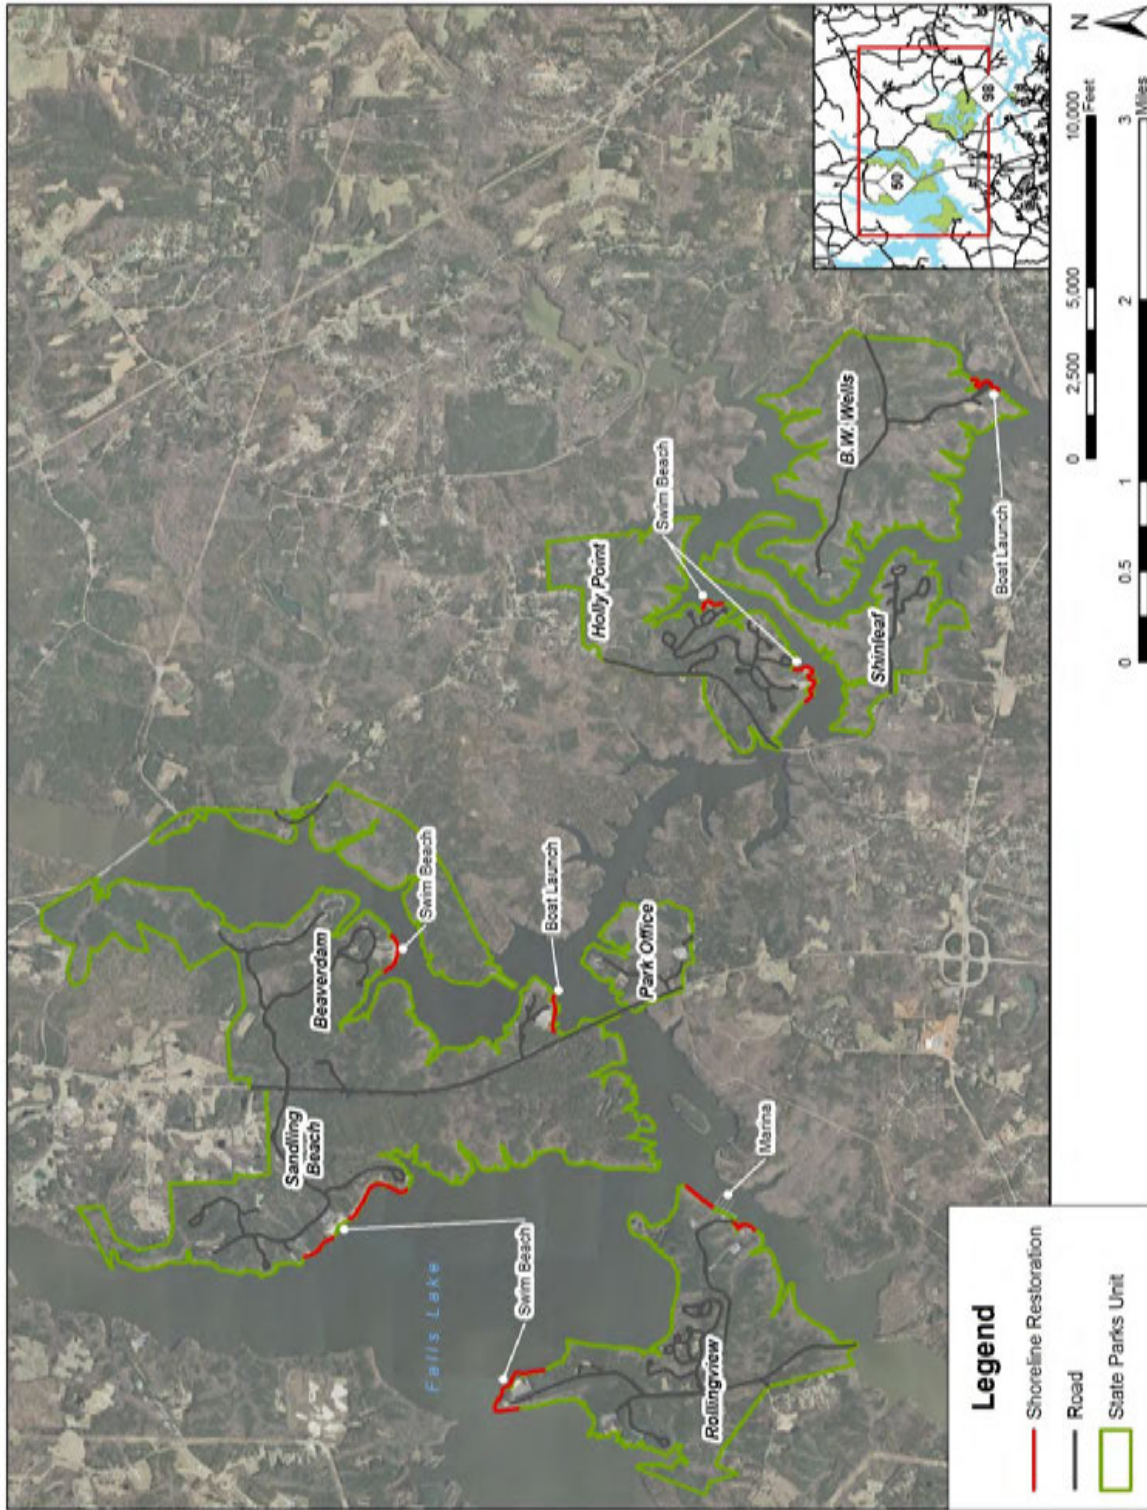 Sandling
Beach
Beaverdam
Swim Beach
Falls Lake
Swim Beach
Boat Launch
Park Office
Holly Point
Swim Beach
B.W. Wells
Shinleaf
Boat Launch
Rollingview
Marina
Legend
Shoreline Restoration
Road
State Parks Unit
50
98
N
0 2,500 5,000 10,000
Feet
0 0.5 1 2 3
Miles